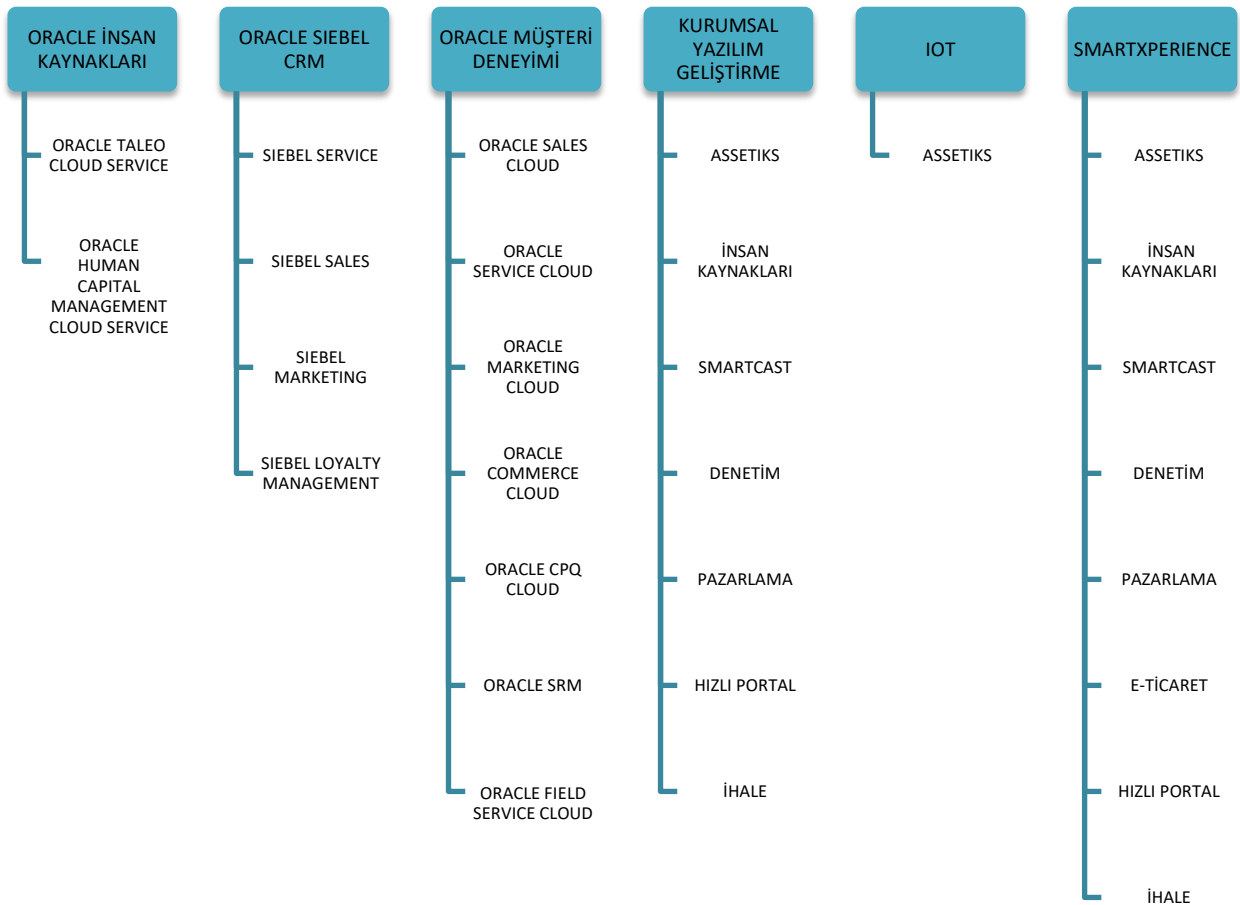 ORACLE İNSAN
KAYNAKLARI
ORACLE TALEO
CLOUD SERVICE
ORACLE
HUMAN
CAPITAL
MANAGEMENT
CLOUD SERVICE
ORACLE SIEBEL
CRM
SIEBEL SERVICE
SIEBEL SALES
SIEBEL
MARKETING
SIEBEL LOYALTY
MANAGEMENT
ORACLE MÜŞTERİ
DENEYİMİ
ORACLE SALES
CLOUD
ORACLE
SERVICE CLOUD
ORACLE
MARKETING
CLOUD
ORACLE
COMMERCE
CLOUD
ORACLE CPQ
CLOUD
ORACLE SRM
ORACLE FIELD
SERVICE CLOUD
KURUMSAL
YAZILIM
GELİŞTİRME
ASSETIKS
İNSAN
KAYNAKLARI
SMARTCAST
DENETİM
PAZARLAMA
HIZLI PORTAL
İHALE
IOT
ASSETIKS
SMARTXPERIENCE
ASSETIKS
İNSAN
KAYNAKLARI
SMARTCAST
DENETİM
PAZARLAMA
E-TİCARET
HIZLI PORTAL
İHALE